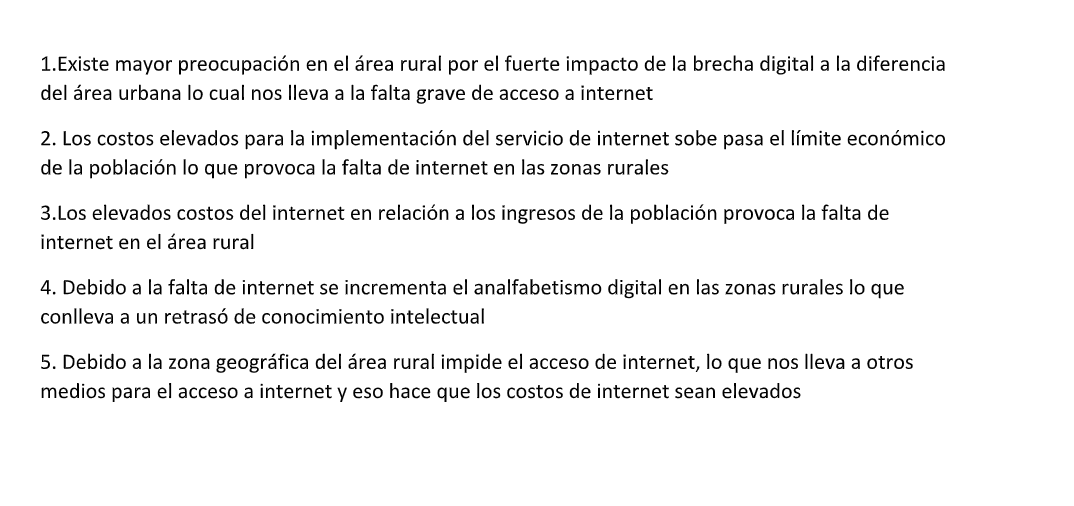 1.Existe mayor preocupación en el área rural por el fuerte impacto de la brecha digital a la diferencia
del área urbana lo cual nos lleva a la falta grave de acceso a internet
2. Los costos elevados para la implementación del servicio de internet sobe pasa el límite económico
de la población lo que provoca la falta de internet en las zonas rurales
3.Los elevados costos del internet en relación a los ingresos de la población provoca la falta de
internet en el área rural
4. Debido a la falta de internet se incrementa el analfabetismo digital en las zonas rurales lo que
conlleva a un retrasó de conocimiento intelectual
5. Debido a la zona geográfica del área rural impide el acceso de internet, lo que nos lleva a otros
medios para el acceso a internet y eso hace que los costos de internet sean elevados